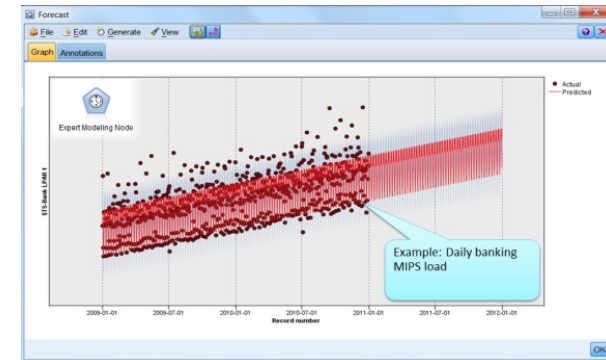 Forecast
File Edit Generate View
Graph Annotations
Expert Modeling Node
Actual
Predicted
STS-Bank LPAR 1
Example: Daily banking
MIPS load
2009-01-01 2009-07-01 2010-01-01 2010-07-01 2011-01-01 2011-07-01 2012-01-01
Record number
OK